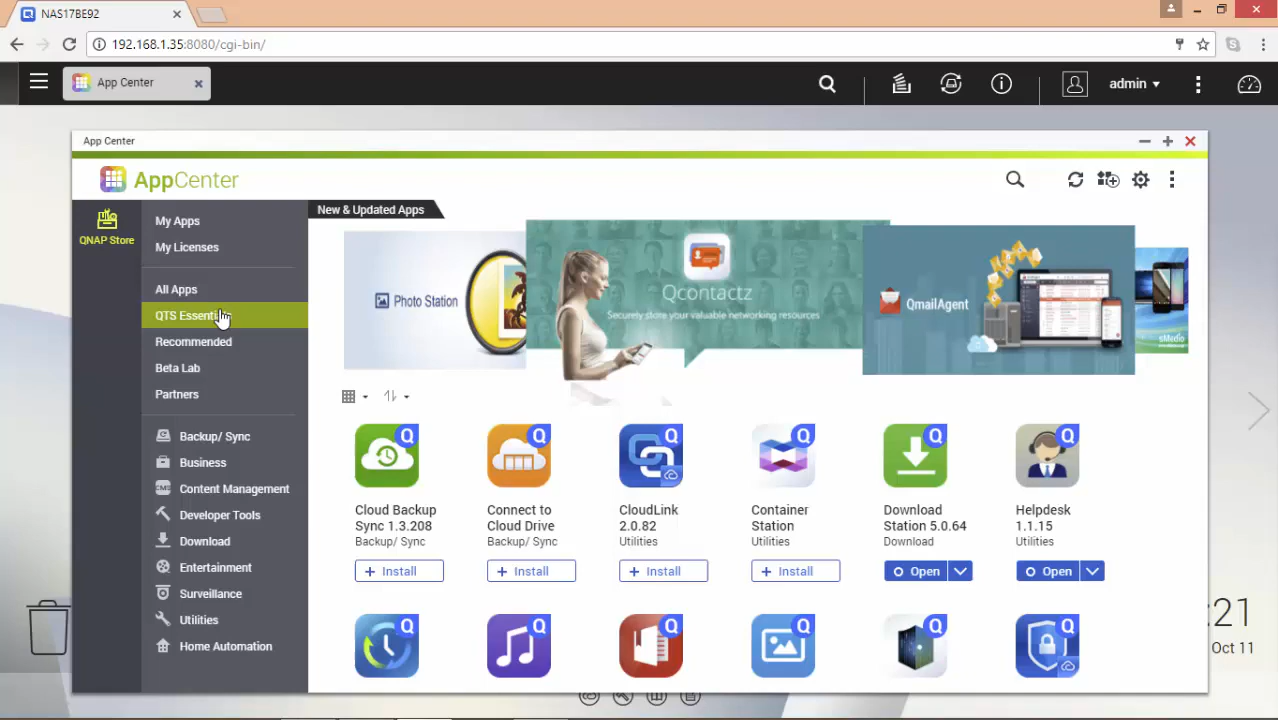 NAS17BE92
192.168.1.35:8080/cgi-bin/
App Center
admin
App Center
AppCenter
QNAP Store
My Apps
My Licenses
All Apps
QTS
Recommended
Beta Lab
Partners
Backup/ Sync
Business
Content Management
Developer Tools
Download
Entertainment
Surveillance
Utilities
Home Automation
New & Updated Apps
Photo Station
Qcontactz
Securely store your valuable networking resources
QmailAgent
sMedio
Cloud Backup
Sync 1.3.208
Backup/ Sync
+ Install
Connect to
Cloud Drive
Backup/ Sync
+ Install
CloudLink
2.0.82
Utilities
+ Install
Container
Station
Utilities
+ Install
Download
Station 5.0.64
Download
Open
Helpdesk
1.1.15
Utilities
Open
:21
Oct 11